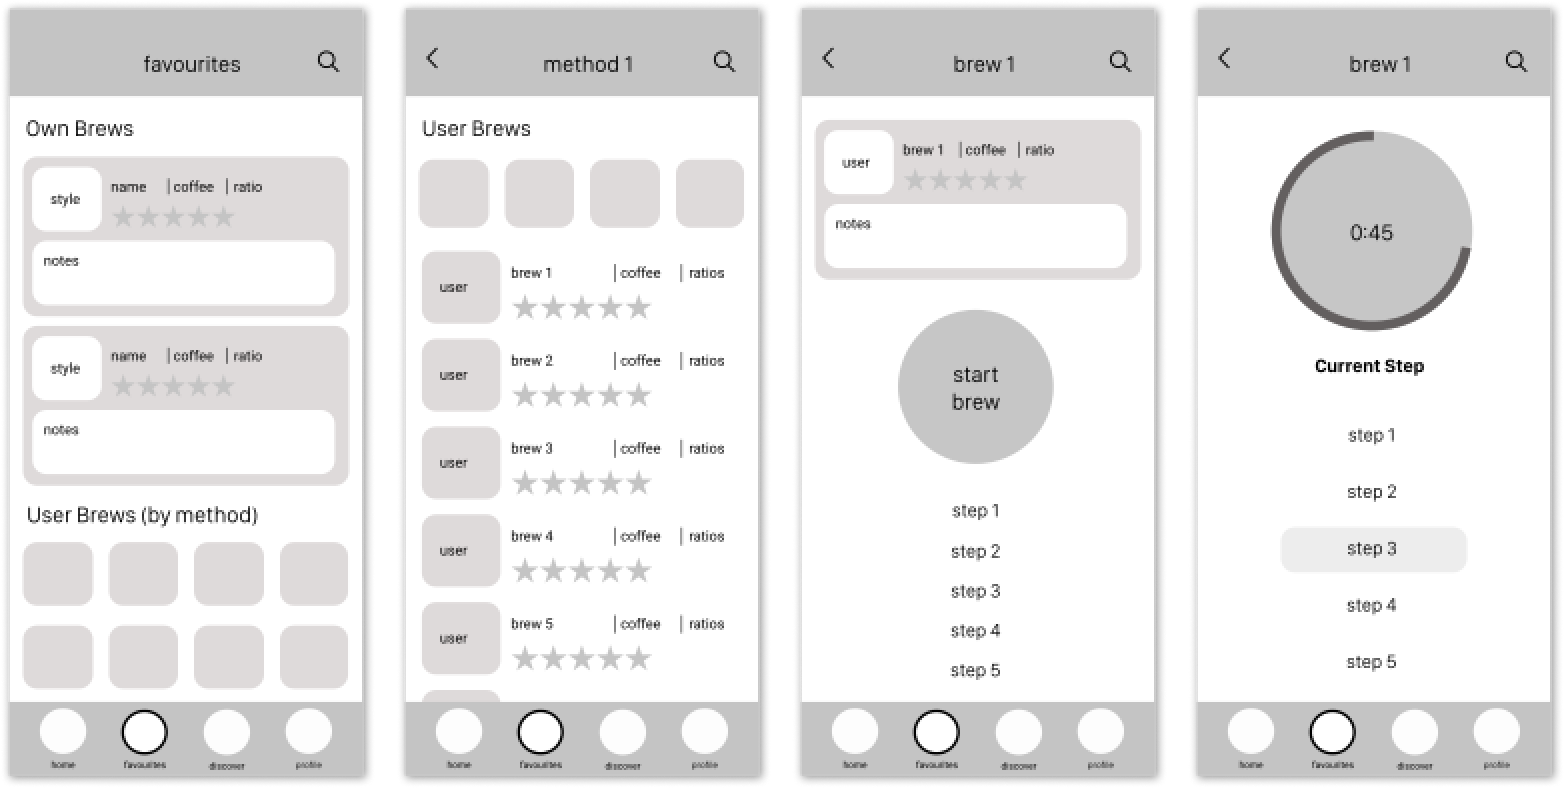 favourites
Own Brews
style
name | coffee | ratio
notes
style
name | coffee | ratio
notes
User Brews (by method)
home favourites discover profile
method 1
User Brews
user
brew 1 | coffee | ratios
user
brew 2 | coffee | ratios
user
brew 3 | coffee | ratios
user
brew 4 | coffee | ratios
user
brew 5 | coffee | ratios
home favourites discover profile
brew 1
user
brew 1 | coffee | ratio
notes
start
brew
step 1
step 2
step 3
step 4
step 5
home favourites discover profile
brew 1
0:45
Current Step
step 1
step 2
step 3
step 4
step 5
home favourites discover profile